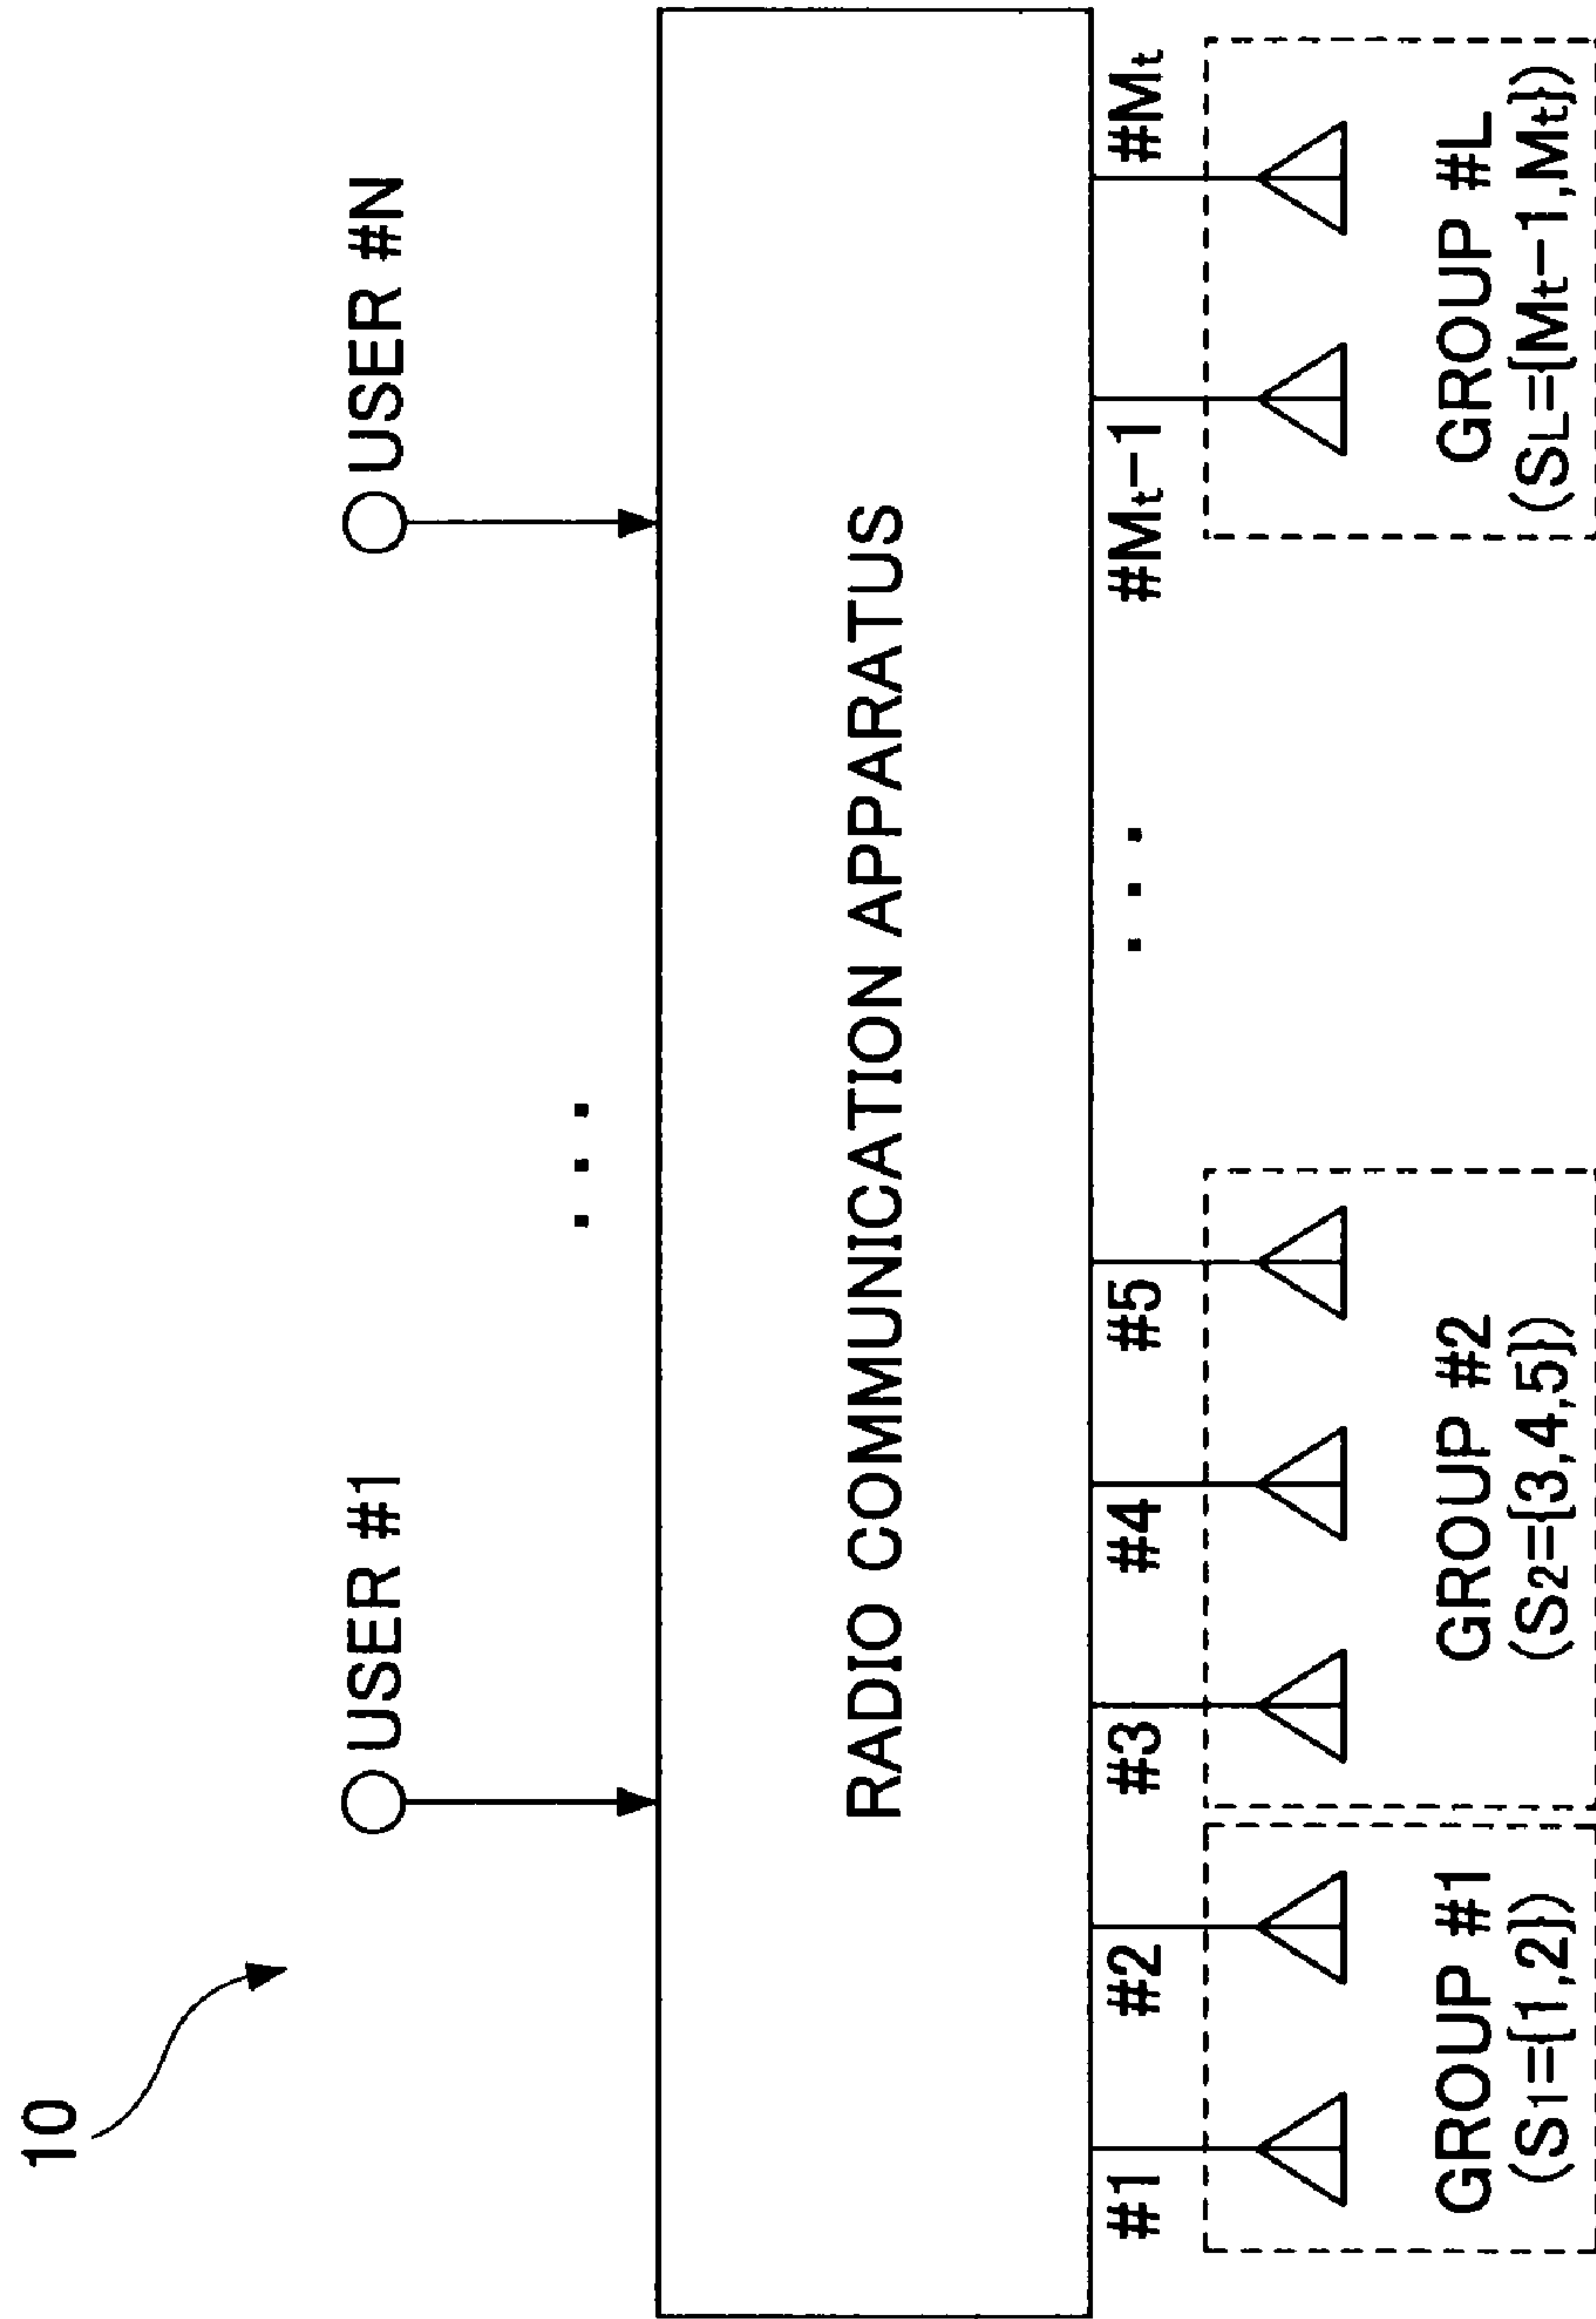 10
USER #1
USER #N
. . .
RADIO COMMUNICATION APPARATUS
#1
#2
#3
#4
#5
. . .
#Mt-1
#Mt
GROUP #1
(S1={1,2})
GROUP #2
(S2={3,4,5})
GROUP #L
(SL={Mt-1,Mt})